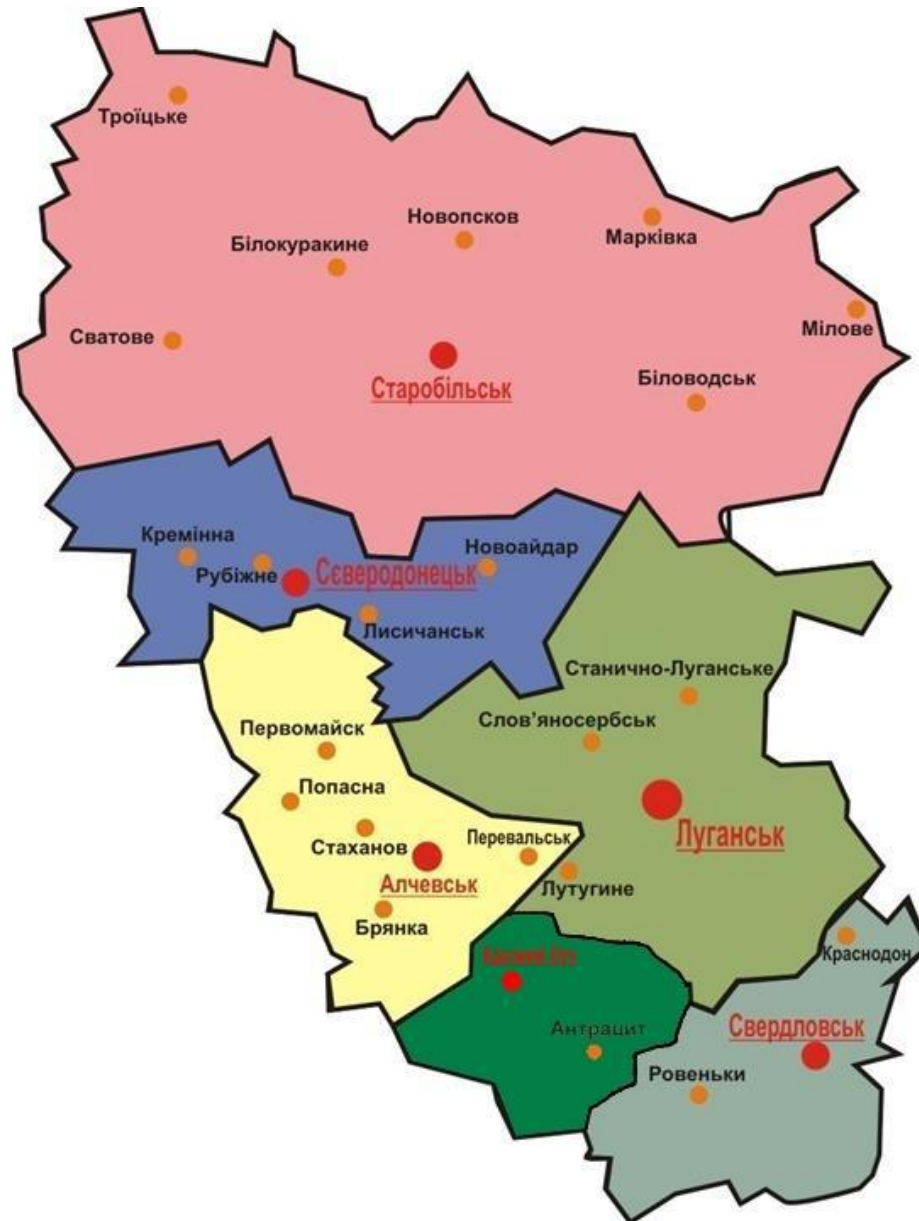 Троїцьке
Новопсков
Марківка
Білокуракине
Мілове
Сватове
Біловодськ
Старобільськ
Кремінна
Новоайдар
Рубіжне
Сєверодонецьк
Лисичанськ
Станично-Луганське
Слов'яносербськ
Первомайск
Попасна
Стаханов
Перевальськ
Луганськ
Алчевськ
Лутугине
Брянка
Краснодон
Антрацит
Свердловськ
Ровеньки